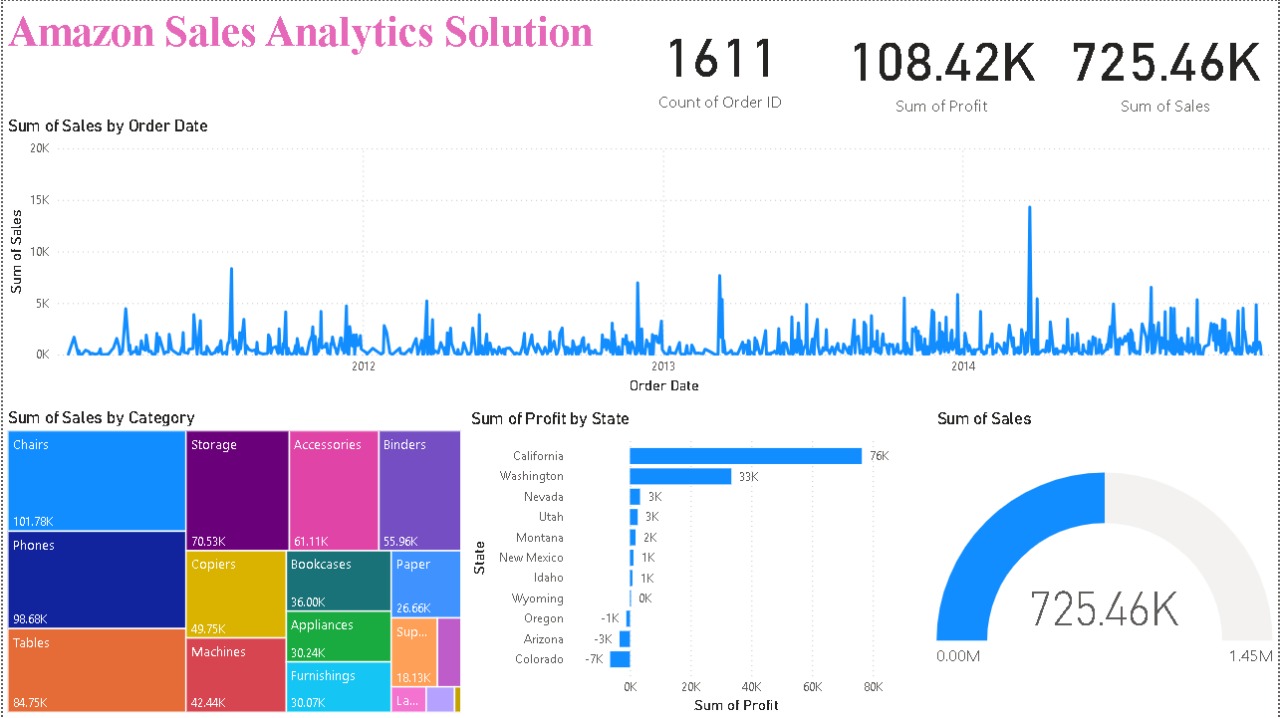 Amazon Sales Analytics Solution
1611
Count of Order ID
108.42K
Sum of Profit
725.46K
Sum of Sales
Sum of Sales by Order Date
20K
15K
10K
5K
0K
Sum of Sales
2012
2013
2014
Order Date
Sum of Sales by Category
Chairs
101.78K
Phones
98.68K
Tables
84.75K
Storage
70.53K
Accessories
61.11K
Binders
55.96K
Copiers
49.75K
Machines
42.44K
Bookcases
36.00K
Appliances
30.24K
Furnishings
30.07K
Paper
26.66K
Sup...
18.13K
La...
Sum of Profit by State
State
California 76K
Washington 33K
Nevada 3K
Utah 3K
Montana 2K
New Mexico 1K
Idaho 1K
Wyoming 0K
Oregon -1K
Arizona -3K
Colorado -7K
0K 20K 40K 60K 80K
Sum of Profit
Sum of Sales
725.46K
0.00M 1.45M